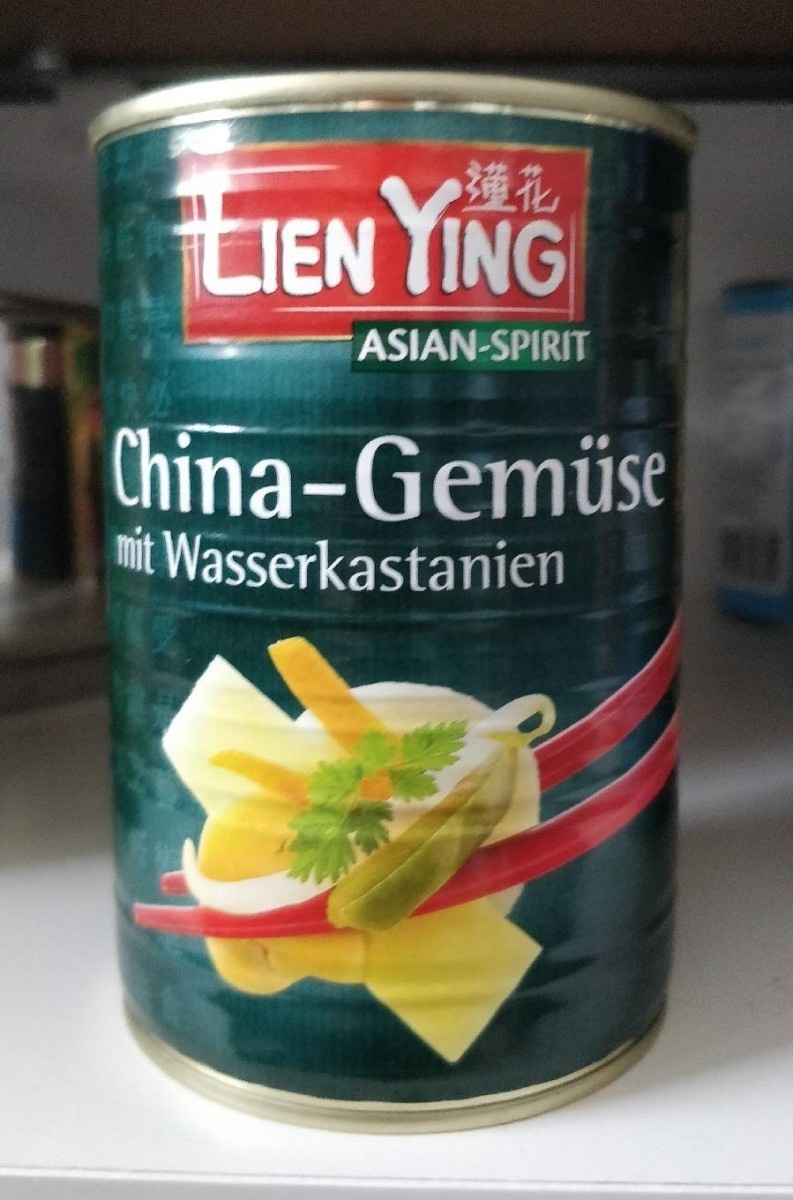 蓮花
LIEN YING
ASIAN-SPIRIT
China-Gemüse
mit Wasserkastanien